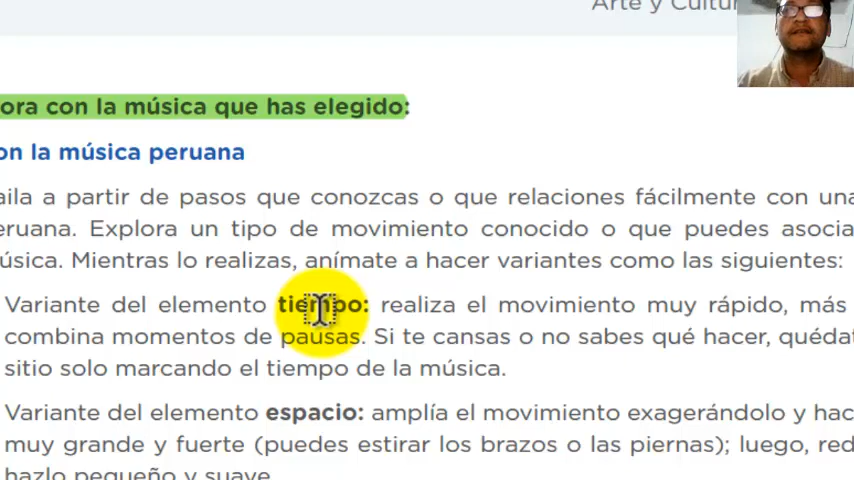 Arte y Cultur
ora con la música que has elegido:
on la música peruana
aila a partir de pasos que conozcas o que relaciones fácilmente con una
eruana. Explora un tipo de movimiento conocido o que puedes asocia
úsica. Mientras lo realizas, anímate a hacer variantes como las siguientes:
Variante del elemento tiempo: realiza el movimiento muy rápido, más
combina momentos de pausas. Si te cansas o no sabes qué hacer, quédat
sitio solo marcando el tiempo de la música.
Variante del elemento espacio: amplía el movimiento exagerándolo y hac
muy grande y fuerte (puedes estirar los brazos o las piernas); luego, red
hazlo pequeño y suave.